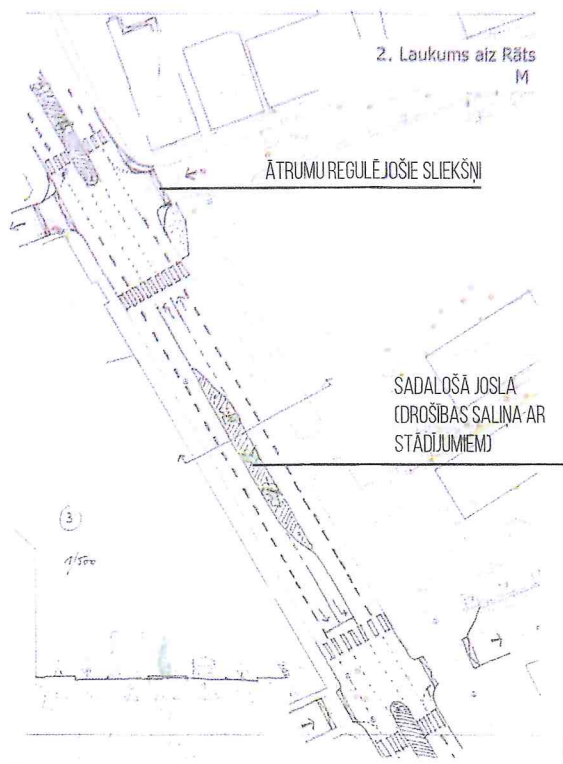 2. Laukums aiz Rāts
M
ĀTRUMU REGULĒJOŠIE SLIEKŠŅI
SADALOŠĀ JOSLA
(DROŠĪBAS SALIŅA AR
STĀDĪJUMIEM)
3
1/500